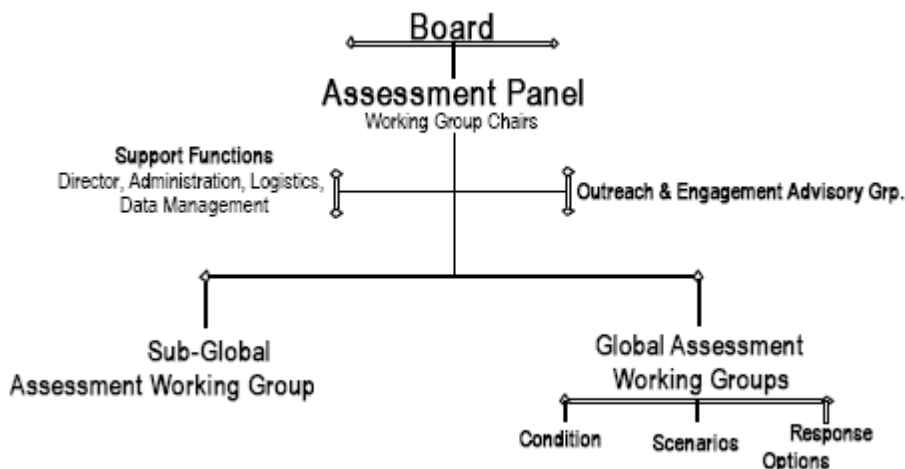 Board
Assessment Panel
Working Group Chairs
Support Functions
Director, Administration, Logistics,
Data Management
Outreach & Engagement Advisory Grp.
Sub-Global
Assessment Working Group
Global Assessment
Working Groups
Condition
Scenarios
Response
Options